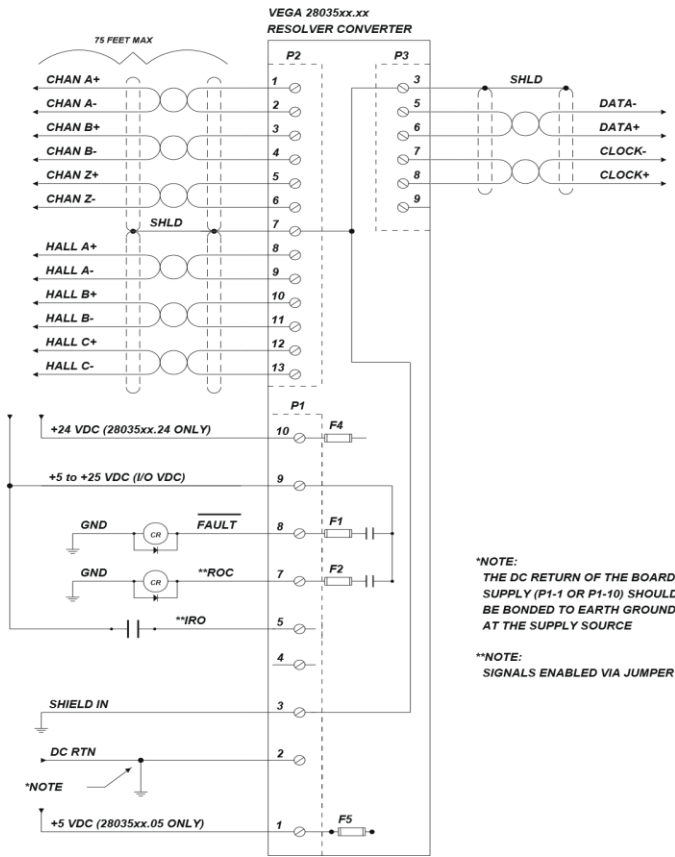 VEGA 28035xx.xx
RESOLVER CONVERTER
75 FEET MAX
P2
P3
CHAN A+ 1
CHAN A- 2
CHAN B+ 3
CHAN B- 4
CHAN Z+ 5
CHAN Z- 6
SHLD 7
HALL A+ 8
HALL A- 9
HALL B+ 10
HALL B- 11
HALL C+ 12
HALL C- 13
3 SHLD
5 DATA-
6 DATA+
7 CLOCK-
8 CLOCK+
9
P1
+24 VDC (28035xx.24 ONLY) 10 F4
+5 to +25 VDC (I/O VDC) 9
GND CR FAULT 8 F1
GND CR **ROC 7 F2
**IRO 5
4
SHIELD IN 3
DC RTN 2
*NOTE
+5 VDC (28035xx.05 ONLY) 1 F5
*NOTE:
THE DC RETURN OF THE BOARD
SUPPLY (P1-1 OR P1-10) SHOULD
BE BONDED TO EARTH GROUND
AT THE SUPPLY SOURCE
**NOTE:
SIGNALS ENABLED VIA JUMPER